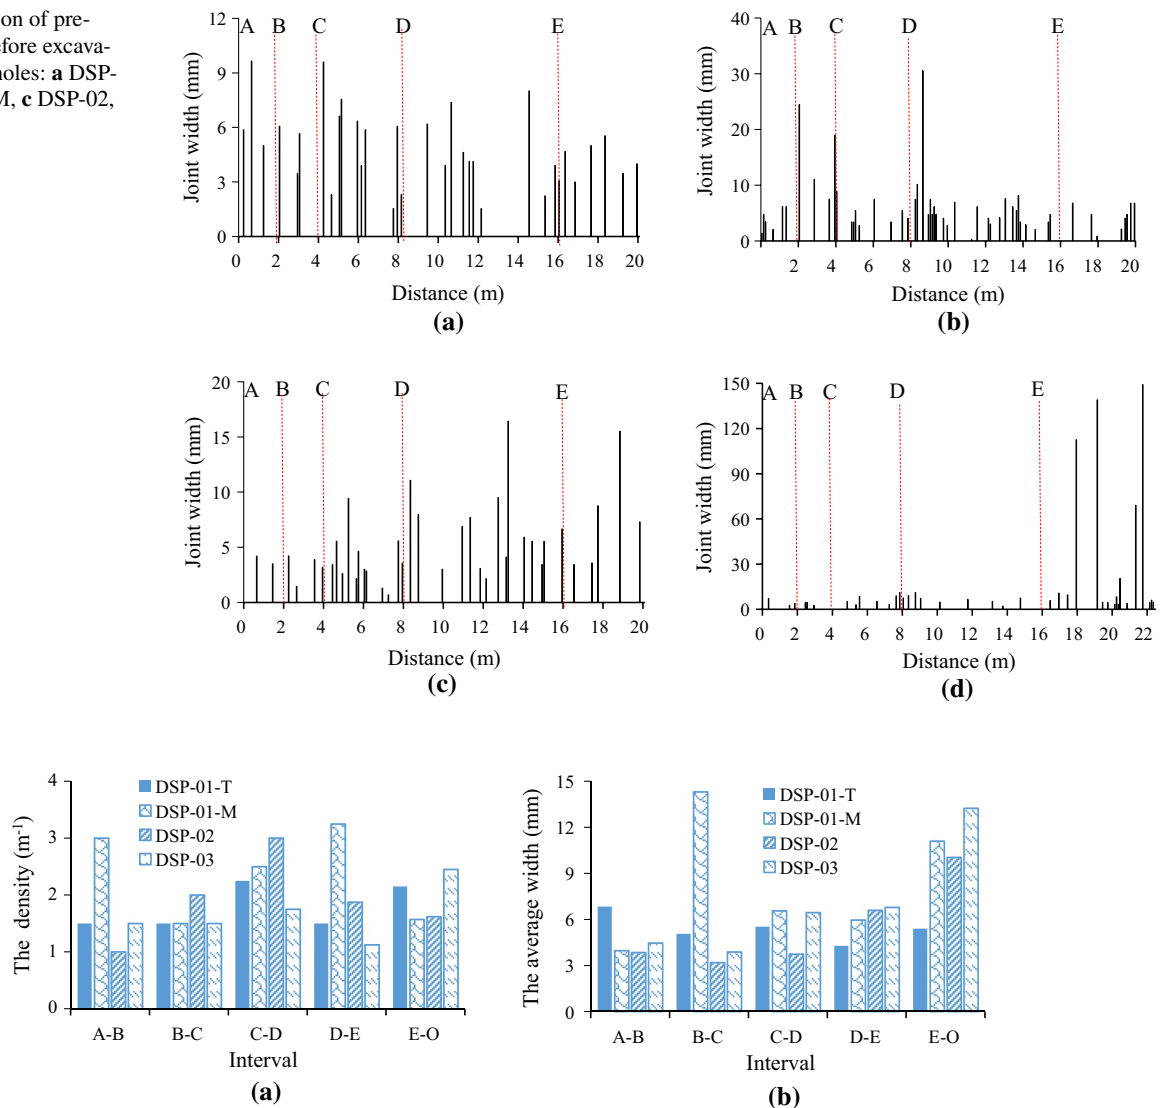 on of pre-
efore excava-
holes: a DSP-
M, c DSP-02,
12
9
6
3
0
Joint width (mm)
A B C D E
0 2 4 6 8 10 12 14 16 18 20
Distance (m)
(a)
40
30
20
10
0
Joint width (mm)
A B C D E
2 4 6 8 10 12 14 16 18 20
Distance (m)
(b)
20
15
10
5
0
Joint width (mm)
A B C D E
0 2 4 6 8 10 12 14 16 18 20
Distance (m)
(c)
150
120
90
60
30
0
Joint width (mm)
A B C D E
0 2 4 6 8 10 12 14 16 18 20 22
Distance (m)
(d)
4
3
2
1
0
The density (m-1)
DSP-01-T
DSP-01-M
DSP-02
DSP-03
A-B B-C C-D D-E E-O
Interval
(a)
15
12
9
6
3
0
The average width (mm)
DSP-01-T
DSP-01-M
DSP-02
DSP-03
A-B B-C C-D D-E E-O
Interval
(b)